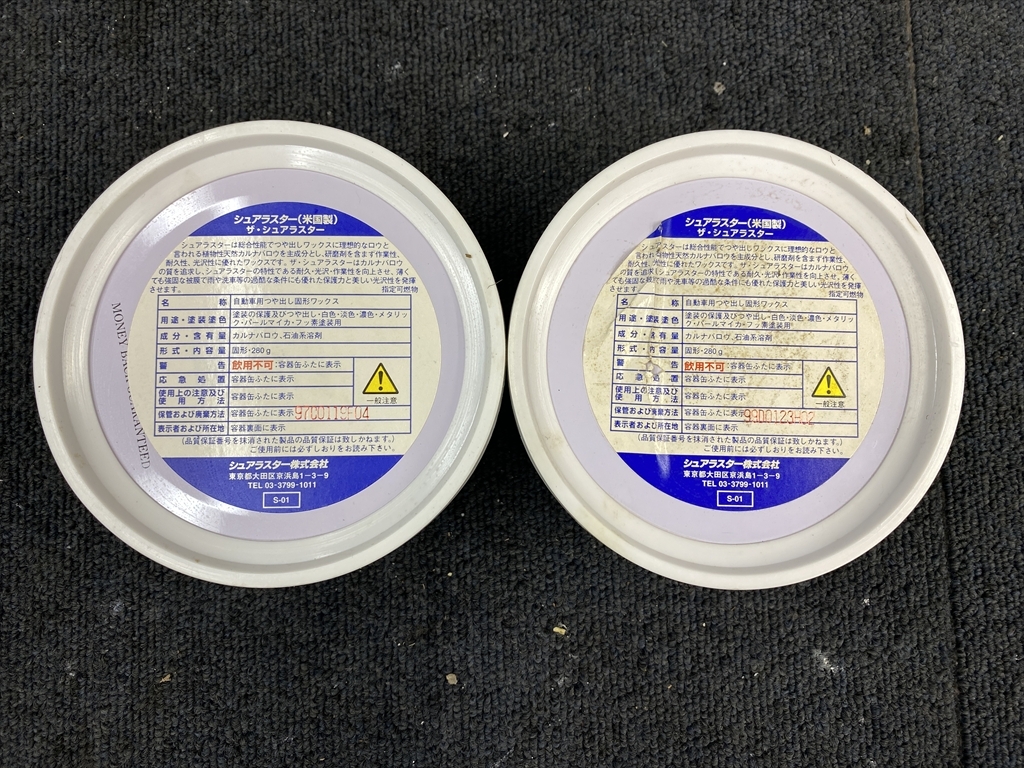 シュアラスター(米国製)
ザ・シュアラスター
シュアラスターは総合性能でつや出しワックスに理想的なロウと
言われる植物性天然カルナバロウを主成分とし、研磨剤を含まず作業性、
耐久性、光沢性に優れたワックスです。ザ・シュアラスターはカルナバロウ
の質を追求し、シュアラスターの特性である耐久・光沢・作業性を向上させ、薄く
ても強固な被膜で雨や洗車等の過酷な条件にも優れた保護力と美しい光沢性を発揮
させます。 指定可燃物
名称 自動車用つや出し固形ワックス
用途・塗装塗色 塗装の保護及びつや出し・白色・淡色・濃色・メタリッ
ク・パールマイカ・フッ素塗装用
成分・含有量 カルナバロウ、石油系溶剤
形式・内容量 固形・280g
警告 飲用不可:容器缶ふたに表示
応急処置 容器缶ふたに表示
使用上の注意及び
使用方法 容器缶ふたに表示
一般注意
保管および廃棄方法 容器缶ふたに表示
表示者および所在地 容器裏面に表示
(品質保証番号を抹消された製品の品質保証は致しかねます。)
ご使用前には必ずしおりをお読み下さい。
シュアラスター株式会社
東京都大田区京浜島1-3-9
TEL 03-3799-1011
S-01
MONEY BACK GUARANTEED
シュアラスター(米国製)
ザ・シュアラスター
シュアラスターは総合性能でつや出しワックスに理想的なロウと
言われる植物性天然カルナバロウを主成分とし、研磨剤を含まず作業性、
耐久性、光沢性に優れたワックスです。ザ・シュアラスターはカルナバロウ
の質を追求し、シュアラスターの特性である耐久・光沢・作業性を向上させ、薄く
ても強固な被膜で雨や洗車等の過酷な条件にも優れた保護力と美しい光沢性を発揮
させます。 指定可燃物
名称 自動車用つや出し固形ワックス
用途・塗装塗色 塗装の保護及びつや出し・白色・淡色・濃色・メタリッ
ク・パールマイカ・フッ素塗装用
成分・含有量 カルナバロウ、石油系溶剤
形式・内容量 固形・280g
警告 飲用不可:容器缶ふたに表示
応急処置 容器缶ふたに表示
使用上の注意及び
使用方法 容器缶ふたに表示
一般注意
保管および廃棄方法 容器缶ふたに表示
表示者および所在地 容器裏面に表示
(品質保証番号を抹消された製品の品質保証は致しかねます。)
ご使用前には必ずしおりをお読み下さい。
シュアラスター株式会社
東京都大田区京浜島1-3-9
TEL 03-3799-1011
S-01